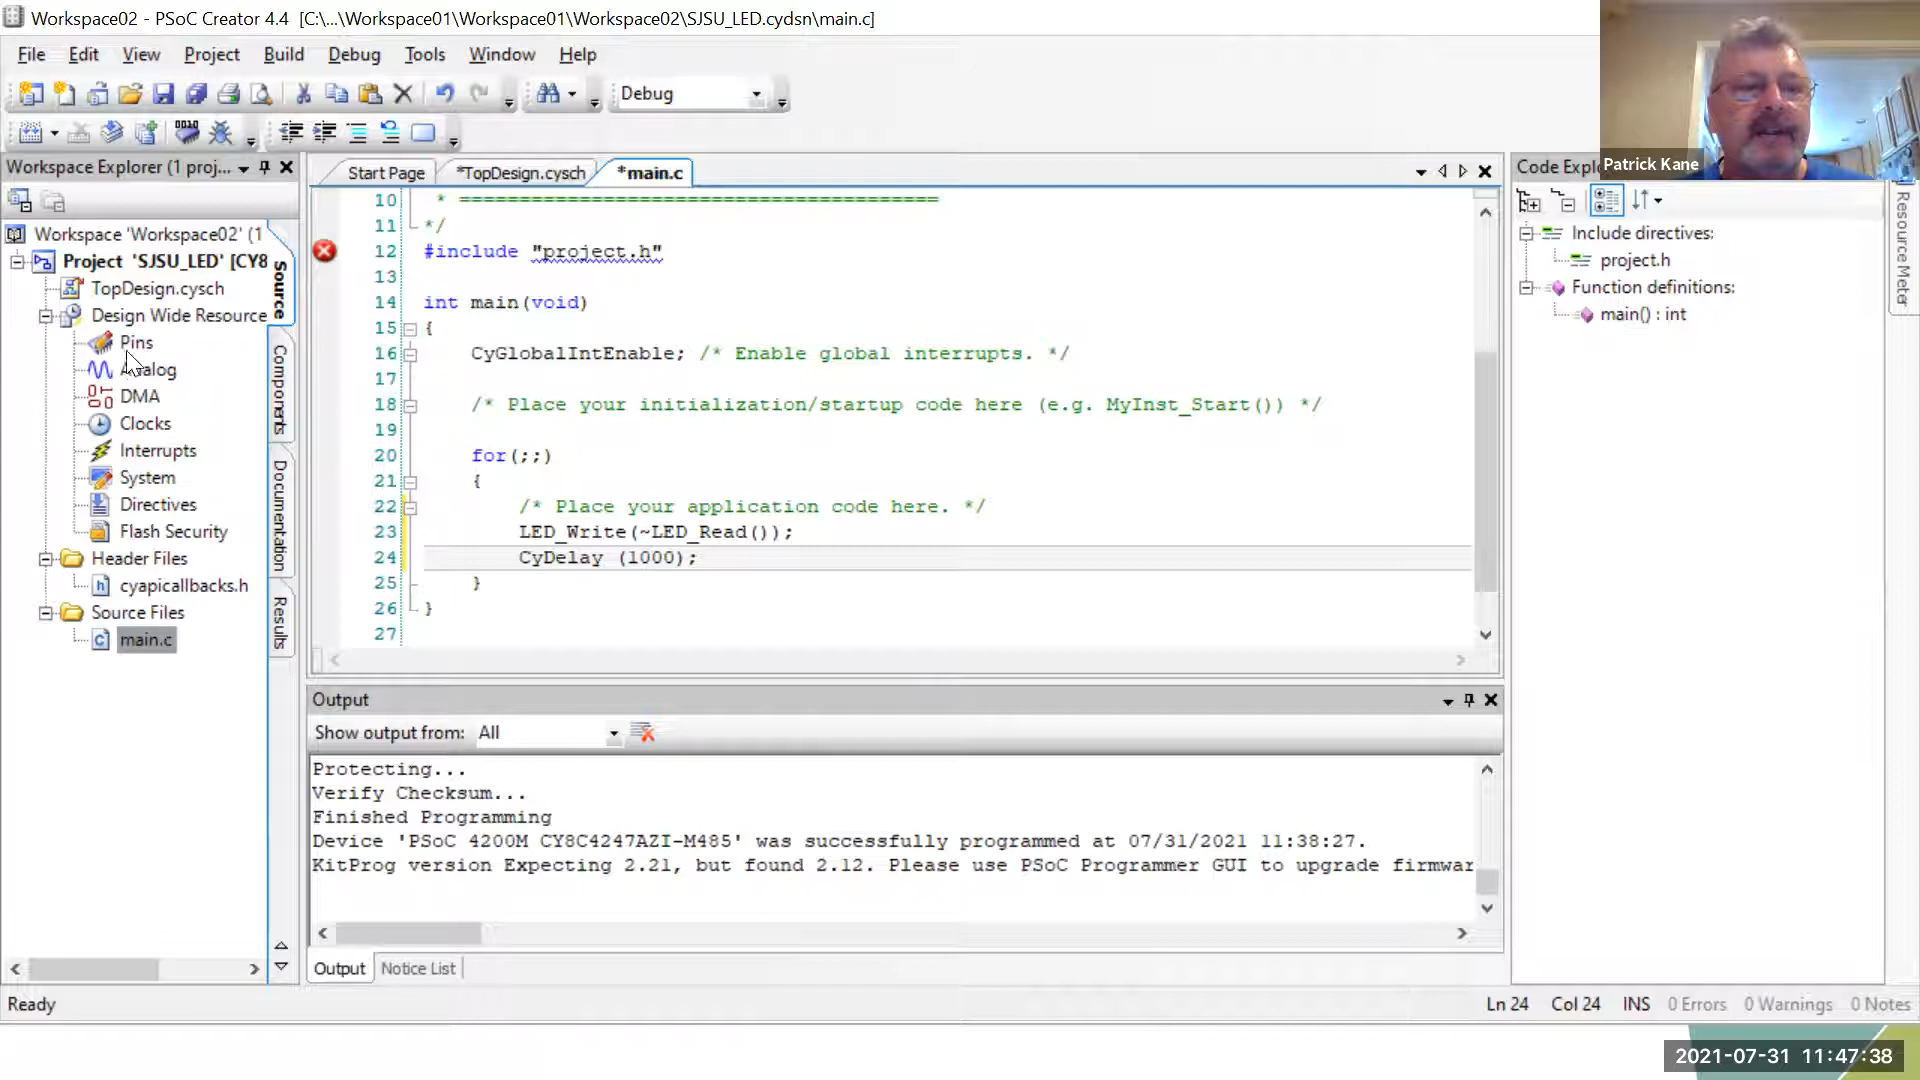 Workspace02 - PSoC Creator 4.4 [C:\...\Workspace01\Workspace01\Workspace02\SJSU_LED.cydsn\main.c]
File Edit View Project Build Debug Tools Window Help
Debug
Workspace Explorer (1 proj...
Workspace 'Workspace02' (1
Project 'SJSU_LED' [CY8
TopDesign.cysch
Design Wide Resource
Pins
Analog
DMA
Clocks
Interrupts
System
Directives
Flash Security
Header Files
cyapicallbacks.h
Source Files
main.c
Source
Components
Documentation
Results
Start Page *TopDesign.cysch *main.c
10 * ========================================
11 */
12 #include "project.h"
13
14 int main(void)
15 {
16 CyGlobalIntEnable; /* Enable global interrupts. */
17
18 /* Place your initialization/startup code here (e.g. MyInst_Start()) */
19
20 for(;;)
21 {
22 /* Place your application code here. */
23 LED_Write(~LED_Read());
24 CyDelay (1000);
25 }
26 }
27
Output
Show output from: All
Protecting...
Verify Checksum...
Finished Programming
Device 'PSoC 4200M CY8C4247AZI-M485' was successfully programmed at 07/31/2021 11:38:27.
KitProg version Expecting 2.21, but found 2.12. Please use PSoC Programmer GUI to upgrade firmwar
Output Notice List
Code Expl
Patrick Kane
Include directives:
project.h
Function definitions:
main() : int
Resource Meter
Ready
Ln 24 Col 24 INS 0 Errors 0 Warnings 0 Notes
2021-07-31 11:47:38